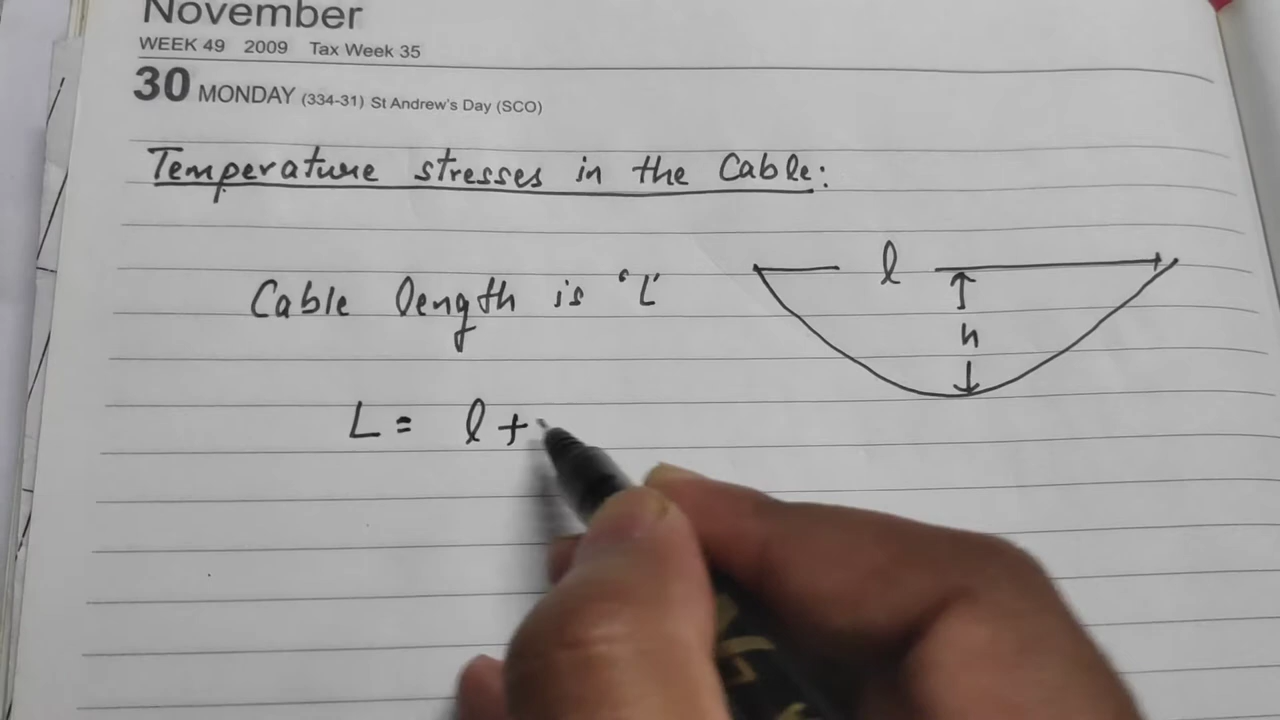 November
WEEK 49 2009 Tax Week 35
30 MONDAY (334-31) St Andrew's Day (SCO)
Temperature stresses in the Cable:
l
Cable length is 'L'
h
L = l +